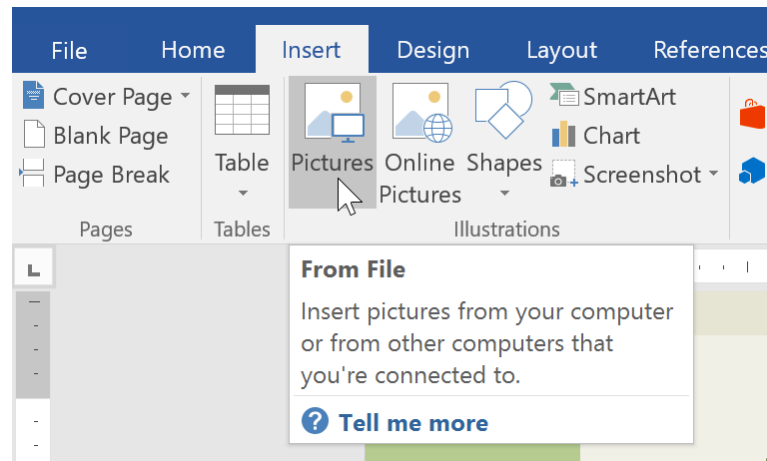 File Home Insert Design Layout References
Cover Page
Blank Page
Page Break
Table
Pictures
Online
Pictures
Shapes
SmartArt
Chart
Screenshot
Pages Tables Illustrations
L
From File
Insert pictures from your computer
or from other computers that
you're connected to.
? Tell me more